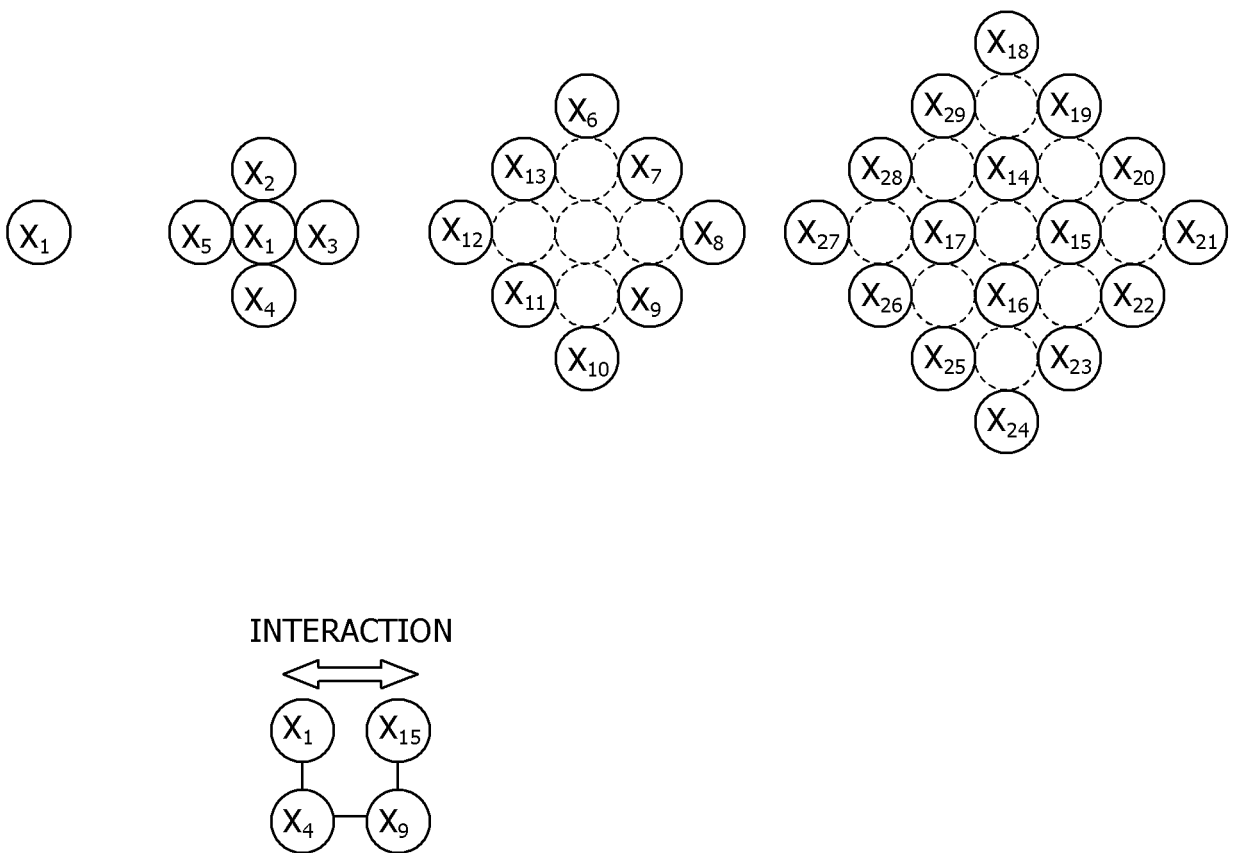 X18
X6
X29 X19
X2
X13 X7
X28 X14 X20
X1
X5 X1 X3
X12 X8
X27 X17 X15 X21
X4
X11 X9
X26 X16 X22
X10
X25 X23
X24
INTERACTION
X1 X15
X4 X9